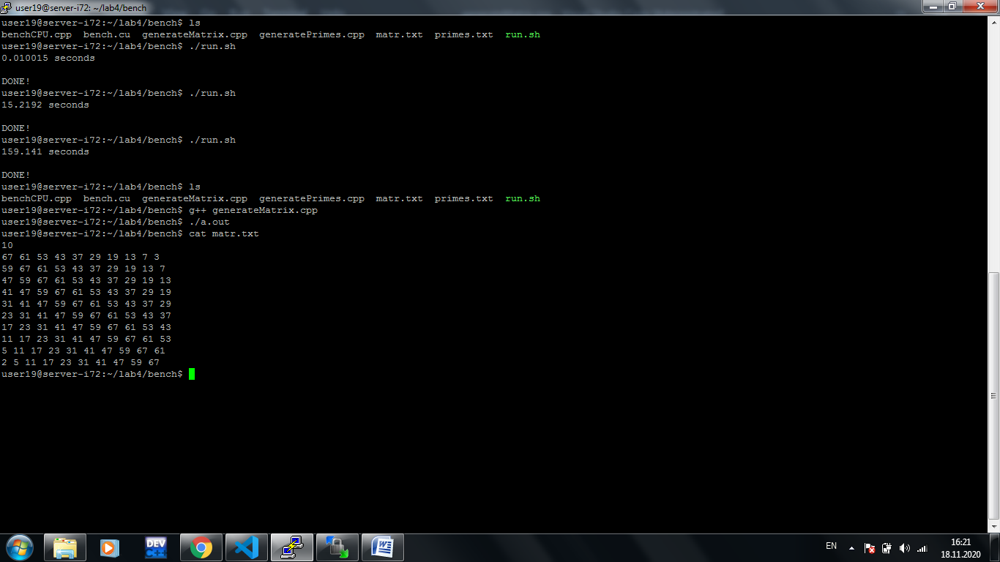 user19@server-i72: ~/lab4/bench
user19@server-i72:~/lab4/bench$ ls
benchCPU.cpp  bench.cu  generateMatrix.cpp  generatePrimes.cpp  matr.txt  primes.txt  run.sh
user19@server-i72:~/lab4/bench$ ./run.sh
0.010015 seconds
DONE!
user19@server-i72:~/lab4/bench$ ./run.sh
15.2192 seconds
DONE!
user19@server-i72:~/lab4/bench$ ./run.sh
159.141 seconds
DONE!
user19@server-i72:~/lab4/bench$ ls
benchCPU.cpp  bench.cu  generateMatrix.cpp  generatePrimes.cpp  matr.txt  primes.txt  run.sh
user19@server-i72:~/lab4/bench$ g++ generateMatrix.cpp
user19@server-i72:~/lab4/bench$ ./a.out
user19@server-i72:~/lab4/bench$ cat matr.txt
10
67 61 53 43 37 29 19 13 7 3
59 67 61 53 43 37 29 19 13 7
47 59 67 61 53 43 37 29 19 13
41 47 59 67 61 53 43 37 29 19
31 41 47 59 67 61 53 43 37 29
23 31 41 47 59 67 61 53 43 37
17 23 31 41 47 59 67 61 53 43
11 17 23 31 41 47 59 67 61 53
5 11 17 23 31 41 47 59 67 61
2 5 11 17 23 31 41 47 59 67
user19@server-i72:~/lab4/bench$
DEV
C++
W
EN
16:21
18.11.2020